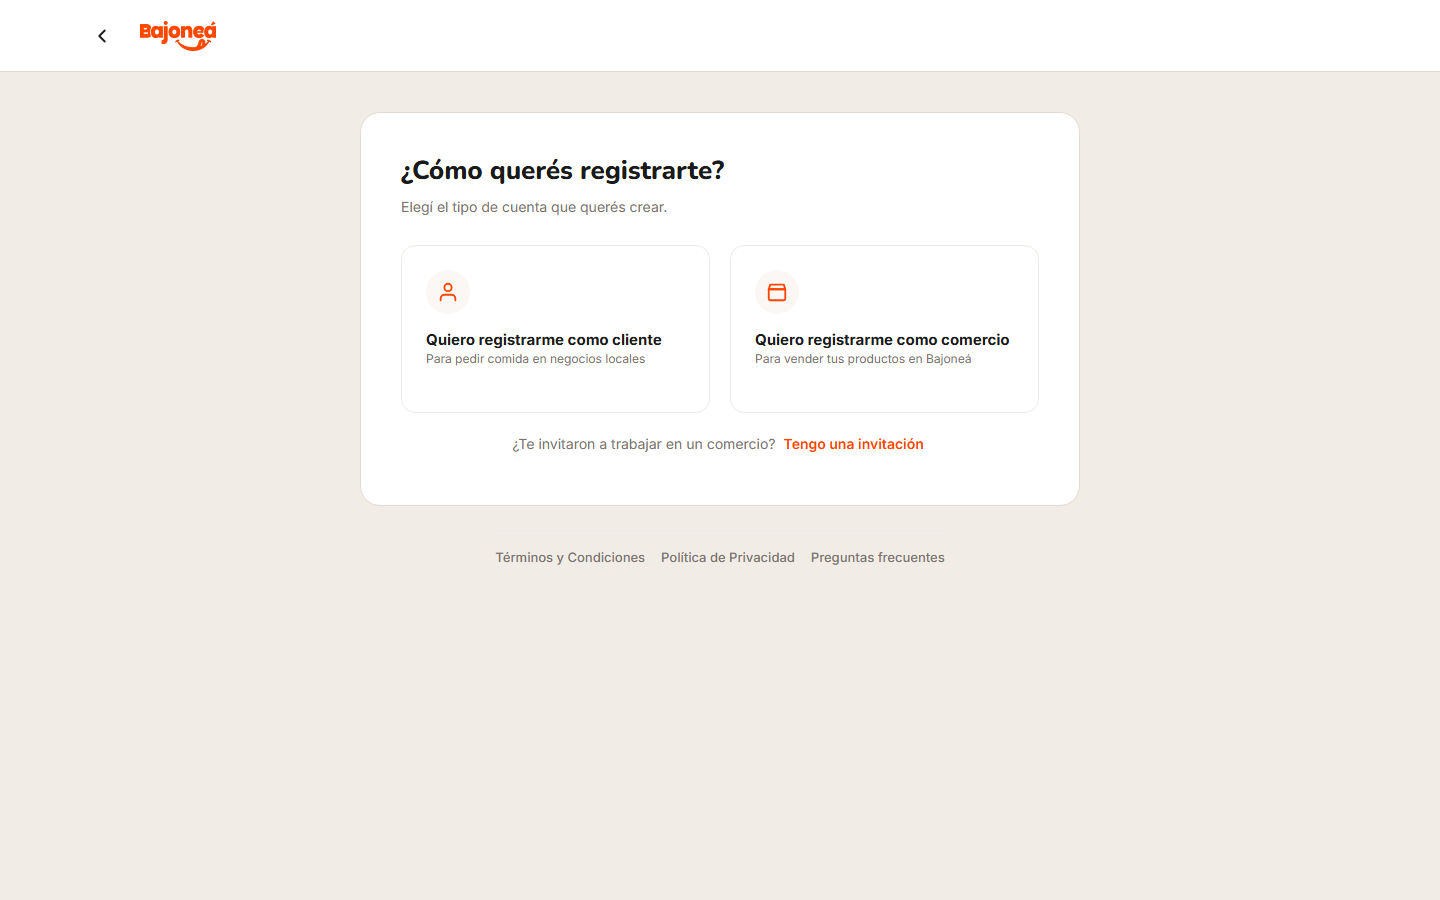 Bajoneá
¿Cómo querés registrarte?
Elegí el tipo de cuenta que querés crear.
Quiero registrarme como cliente
Para pedir comida en negocios locales
Quiero registrarme como comercio
Para vender tus productos en Bajoneá
¿Te invitaron a trabajar en un comercio? Tengo una invitación
Términos y Condiciones Política de Privacidad Preguntas frecuentes